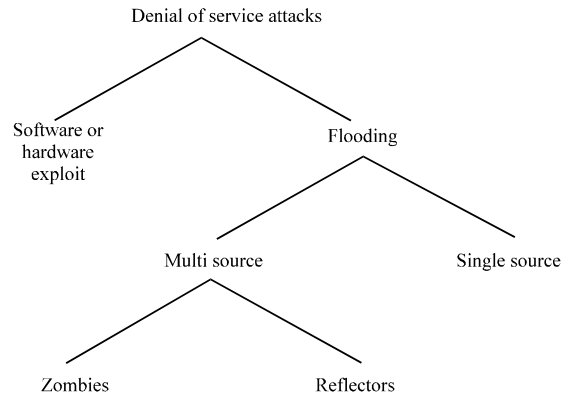 Denial of service attacks
Software or
hardware
exploit
Flooding
Multi source
Single source
Zombies
Reflectors